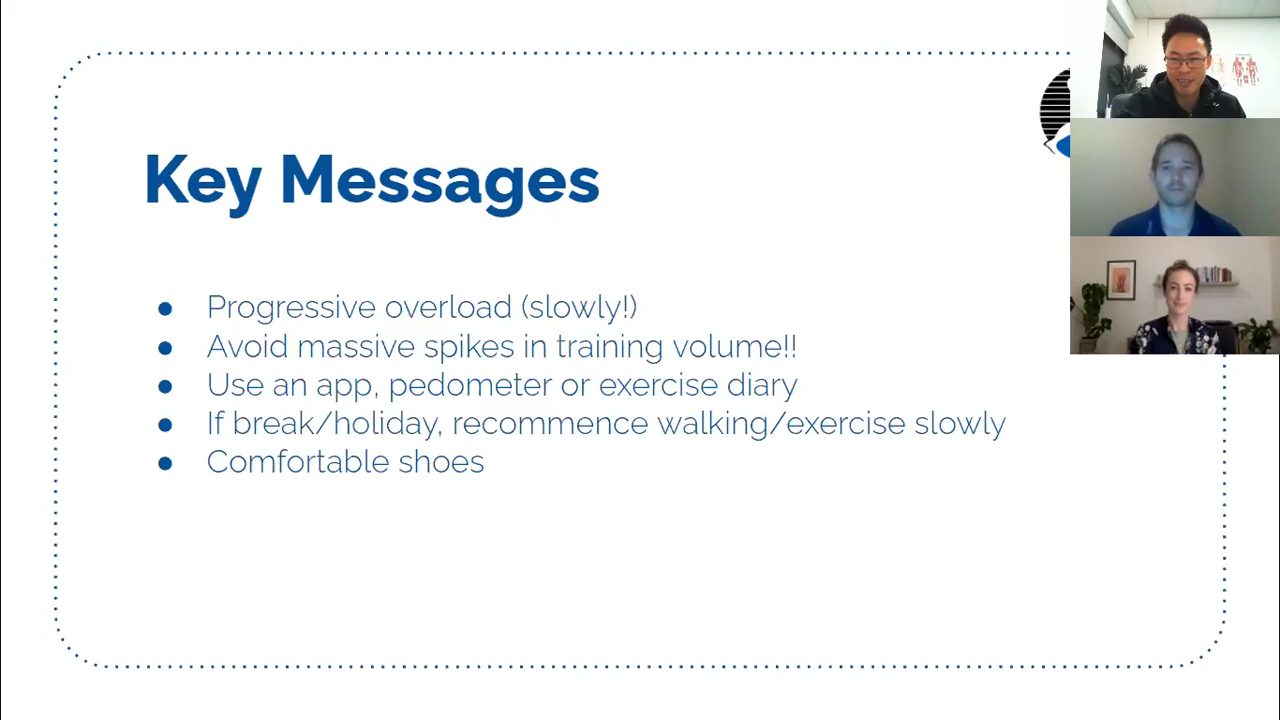 Key Messages
● Progressive overload (slowly!)
● Avoid massive spikes in training volume!!
● Use an app, pedometer or exercise diary
● If break/holiday, recommence walking/exercise slowly
● Comfortable shoes